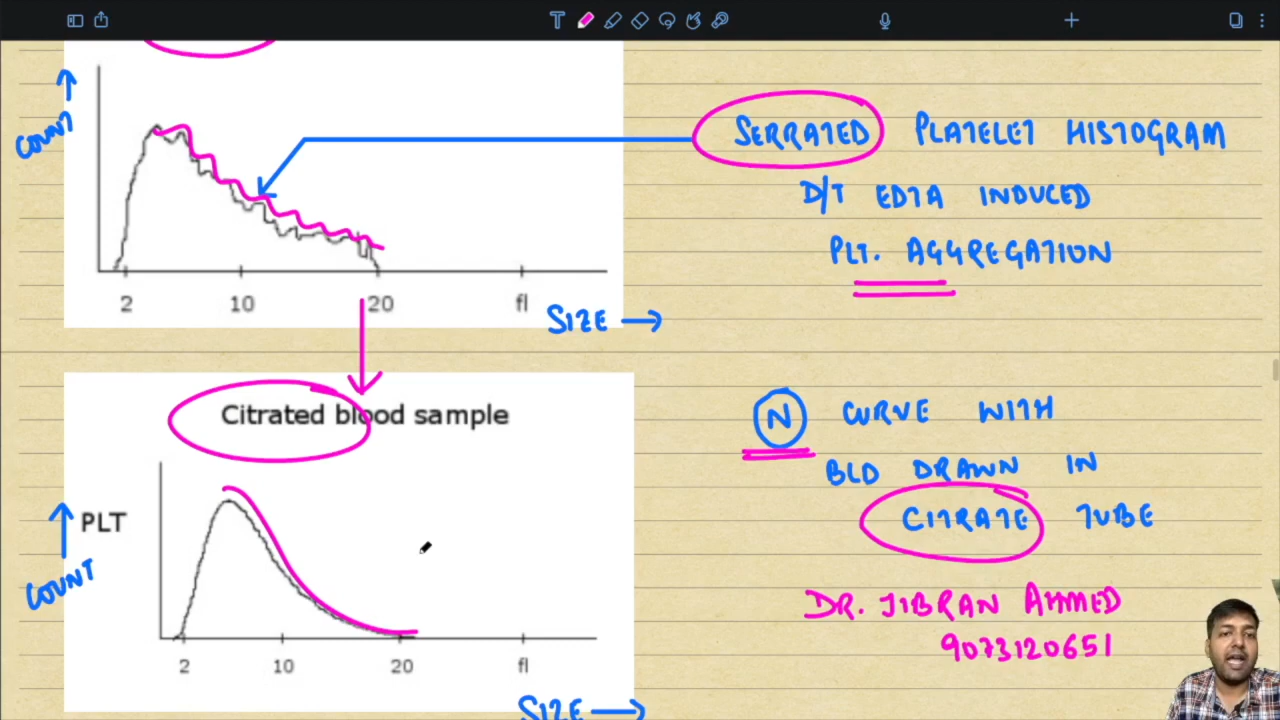 COUNT
SERRATED PLATELET HISTOGRAM
D/T EDTA INDUCED
PLT. AGGREGATION
2 10 20 fl
SIZE
Citrated blood sample
N CURVE WITH
BLD DRAWN IN
CITRATE TUBE
PLT
COUNT
DR. JIBRAN AHMED
9073120651
2 10 20 fl
SIZE